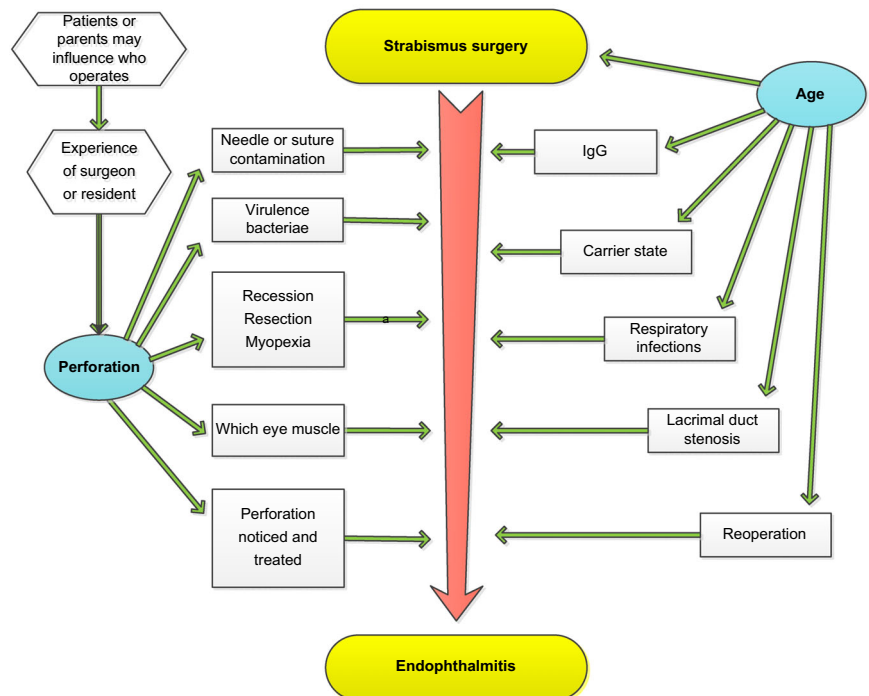 Patients or
parents may
influence who
operates
Strabismus surgery
Age
Experience
of surgeon
or resident
Needle or suture
contamination
IgG
Virulence
bacteriae
Carrier state
Recession
Resection
Myopexia
a
Respiratory
infections
Perforation
Which eye muscle
Lacrimal duct
stenosis
Perforation
noticed and
treated
Reoperation
Endophthalmitis